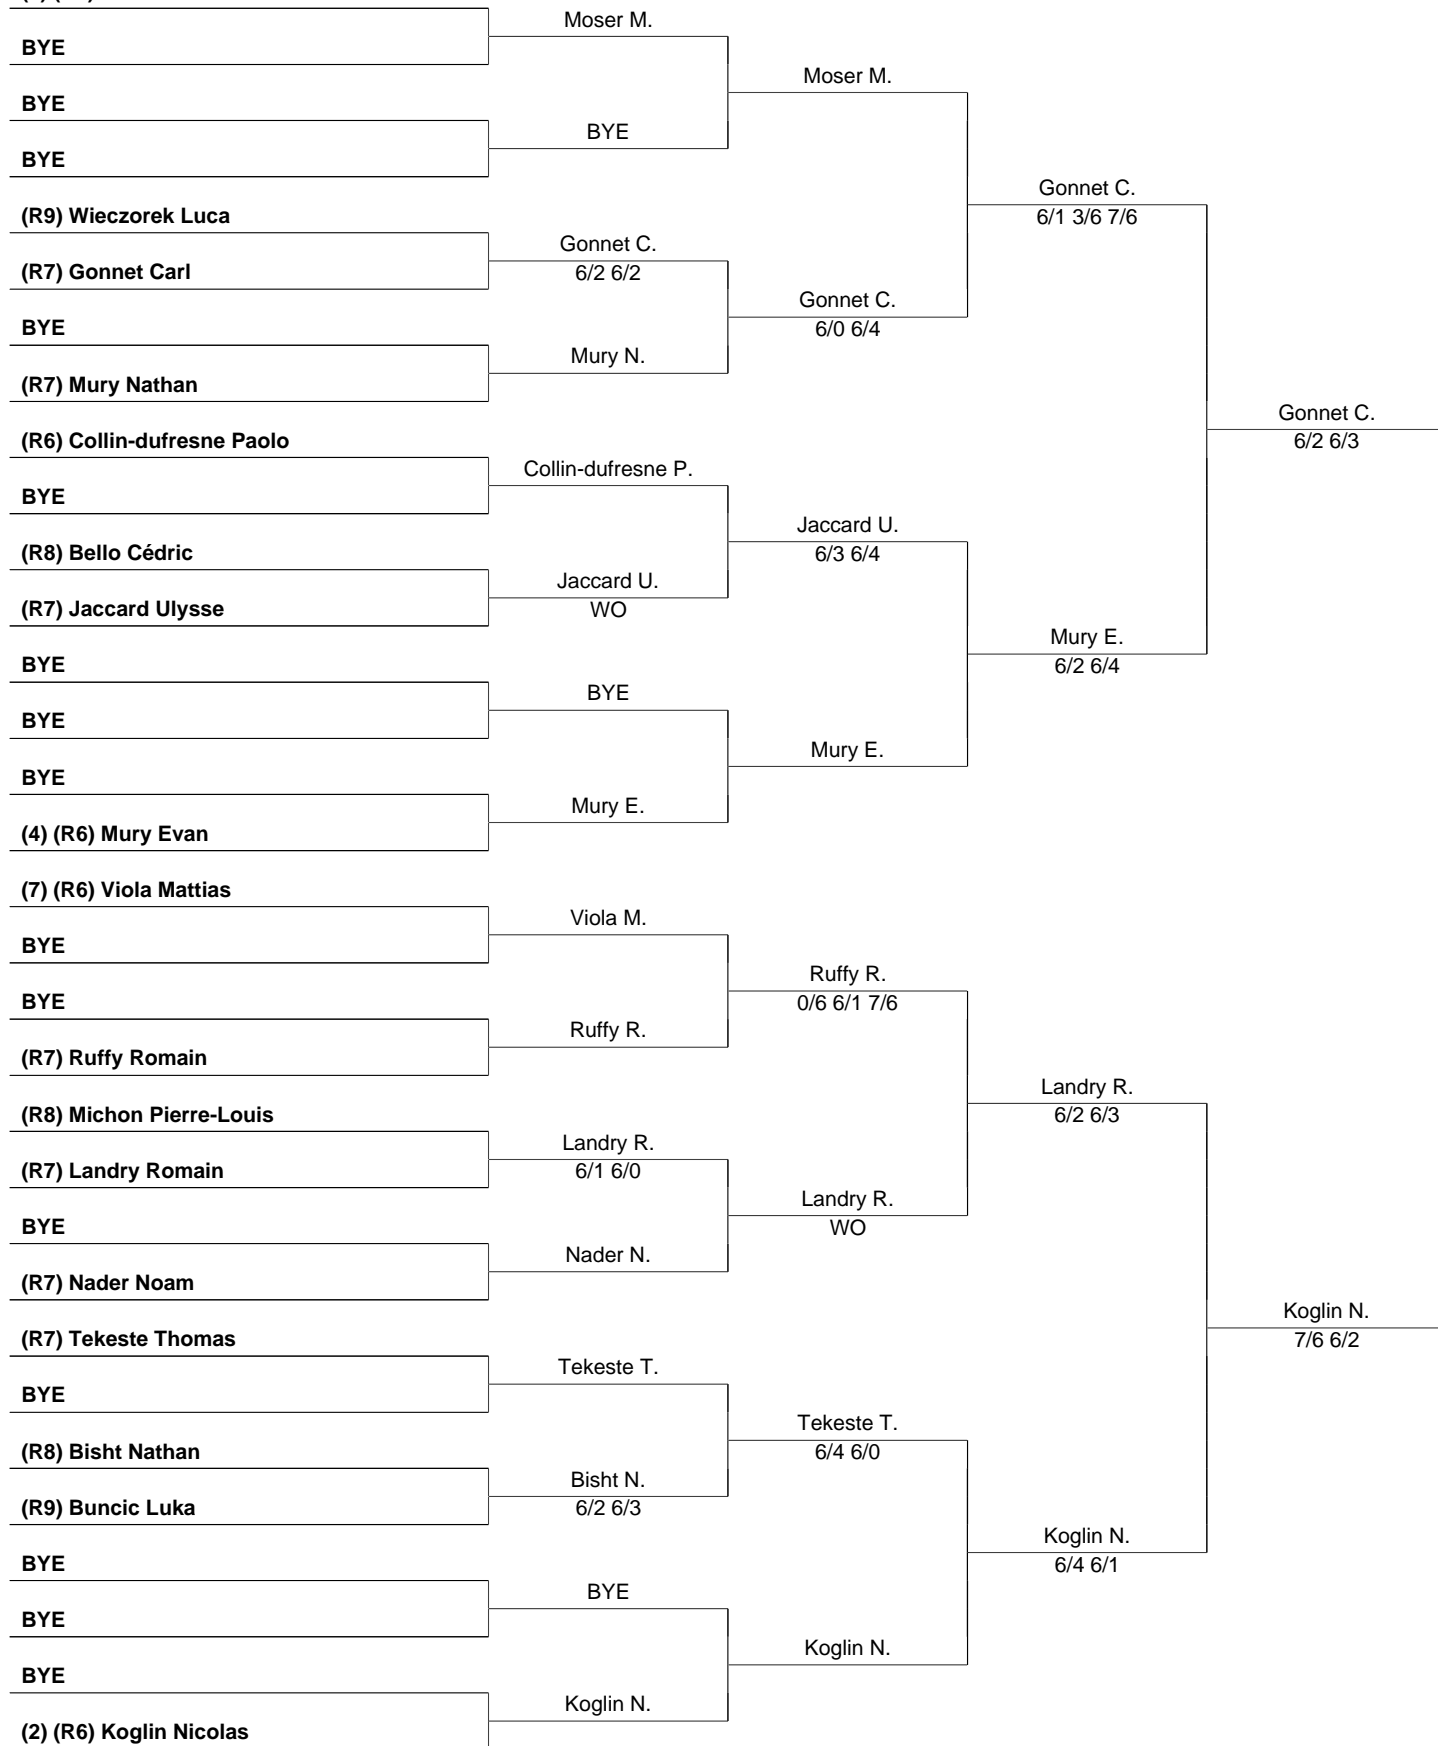 Moser M.
BYE
Moser M.
BYE
BYE
BYE
Gonnet C.
6/1 3/6 7/6
(R9) Wieczorek Luca
Gonnet C.
6/2 6/2
(R7) Gonnet Carl
Gonnet C.
6/0 6/4
BYE
Mury N.
(R7) Mury Nathan
Gonnet C.
6/2 6/3
(R6) Collin-dufresne Paolo
Collin-dufresne P.
BYE
Jaccard U.
6/3 6/4
(R8) Bello Cédric
Jaccard U.
WO
(R7) Jaccard Ulysse
Mury E.
6/2 6/4
BYE
BYE
BYE
Mury E.
BYE
Mury E.
(4) (R6) Mury Evan
(7) (R6) Viola Mattias
Viola M.
BYE
Ruffy R.
0/6 6/1 7/6
BYE
Ruffy R.
(R7) Ruffy Romain
Landry R.
6/2 6/3
(R8) Michon Pierre-Louis
Landry R.
6/1 6/0
(R7) Landry Romain
Landry R.
WO
BYE
Nader N.
(R7) Nader Noam
Koglin N.
7/6 6/2
(R7) Tekeste Thomas
Tekeste T.
BYE
Tekeste T.
6/4 6/0
(R8) Bisht Nathan
Bisht N.
6/2 6/3
(R9) Buncic Luka
Koglin N.
6/4 6/1
BYE
BYE
BYE
Koglin N.
BYE
Koglin N.
(2) (R6) Koglin Nicolas